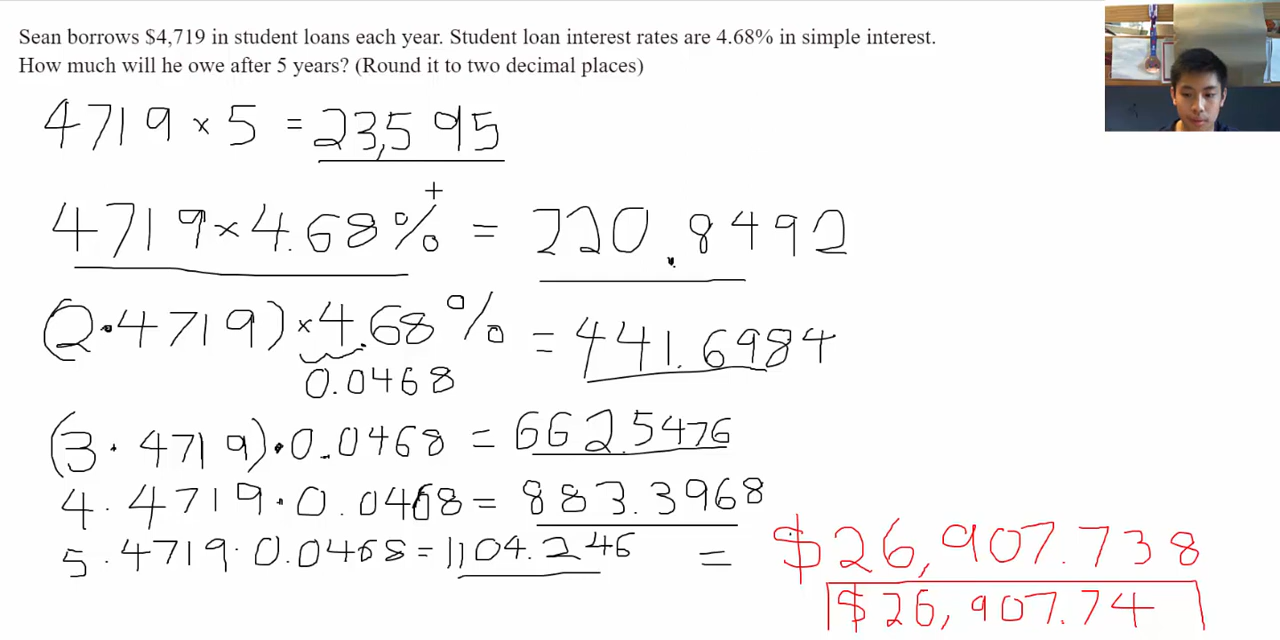 Sean borrows $4,719 in student loans each year. Student loan interest rates are 4.68% in simple interest.
How much will he owe after 5 years? (Round it to two decimal places)
4719 × 5 = 23,595
+
4719 × 4.68% = 220.8492
(2·4719) × 4.68% = 441.6984
0.0468
(3·4719)·0.0468 = 662.5476
4·4719·0.0468 = 883.3968
5·4719·0.0468 = 1,104.246 = $26,907.738
$26,907.74